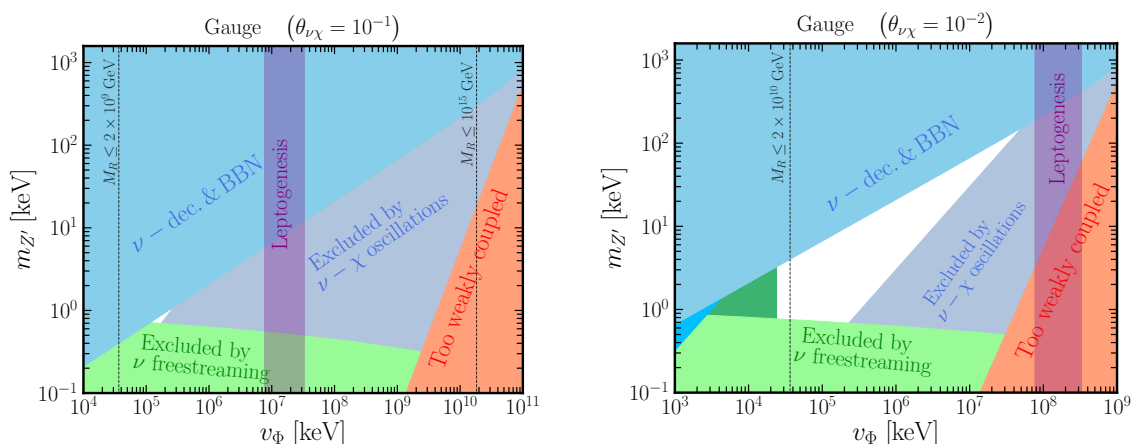 Gauge (θνχ = 10⁻¹)
10³
10²
10¹
10⁰
10⁻¹
m_Z′ [keV]
M_R ≤ 2 × 10⁹ GeV
M_R ≤ 10¹⁵ GeV
ν − dec. & BBN
Leptogenesis
Excluded by
ν − χ oscillations
Too weakly coupled
Excluded by
ν freestreaming
10⁴ 10⁵ 10⁶ 10⁷ 10⁸ 10⁹ 10¹⁰ 10¹¹
v_Φ [keV]
Gauge (θνχ = 10⁻²)
10³
10²
10¹
10⁰
10⁻¹
m_Z′ [keV]
M_R ≤ 2 × 10¹⁰ GeV
ν − dec. & BBN
Leptogenesis
Excluded by
ν − χ oscillations
Too weakly coupled
Excluded by
ν freestreaming
10³ 10⁴ 10⁵ 10⁶ 10⁷ 10⁸ 10⁹
v_Φ [keV]